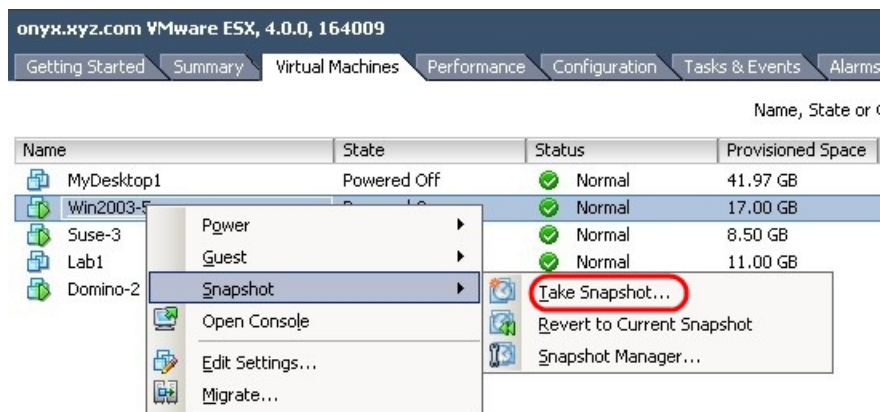 onyx.xyz.com VMware ESX, 4.0.0, 164009
Getting Started Summary Virtual Machines Performance Configuration Tasks & Events Alarms
Name, State or
Name State Status Provisioned Space
MyDesktop1 Powered Off Normal 41.97 GB
Win2003-5 Normal 17.00 GB
Suse-3 Normal 8.50 GB
Lab1 Normal 11.00 GB
Domino-2
Power
Guest
Snapshot
Open Console
Edit Settings...
Migrate...
Take Snapshot...
Revert to Current Snapshot
Snapshot Manager...